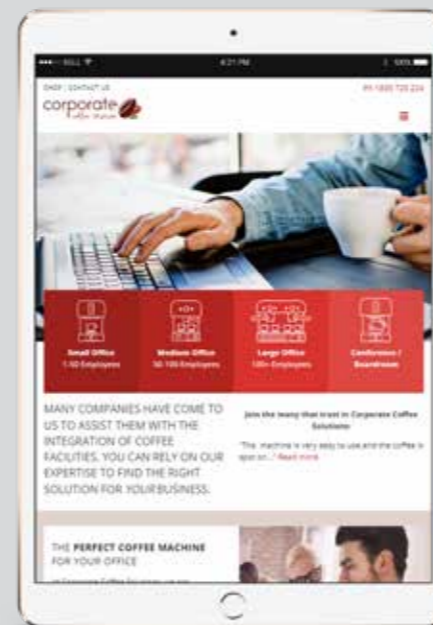 4:21 PM
SHOP | CONTACT US
corporate
Small Office
1-50 Employees
Medium Office
50-100 Employees
Large Office
100+ Employees
Conference /
Boardroom
MANY COMPANIES HAVE COME TO
US TO ASSIST THEM WITH THE
INTEGRATION OF COFFEE
FACILITIES. YOU CAN RELY ON OUR
EXPERTISE TO FIND THE RIGHT
SOLUTION FOR YOUR BUSINESS.
Join the many that trust in Corporate Coffee
Solutions:
"The machine is very easy to use and the coffee is
spot on..." Read more
THE PERFECT COFFEE MACHINE
FOR YOUR OFFICE